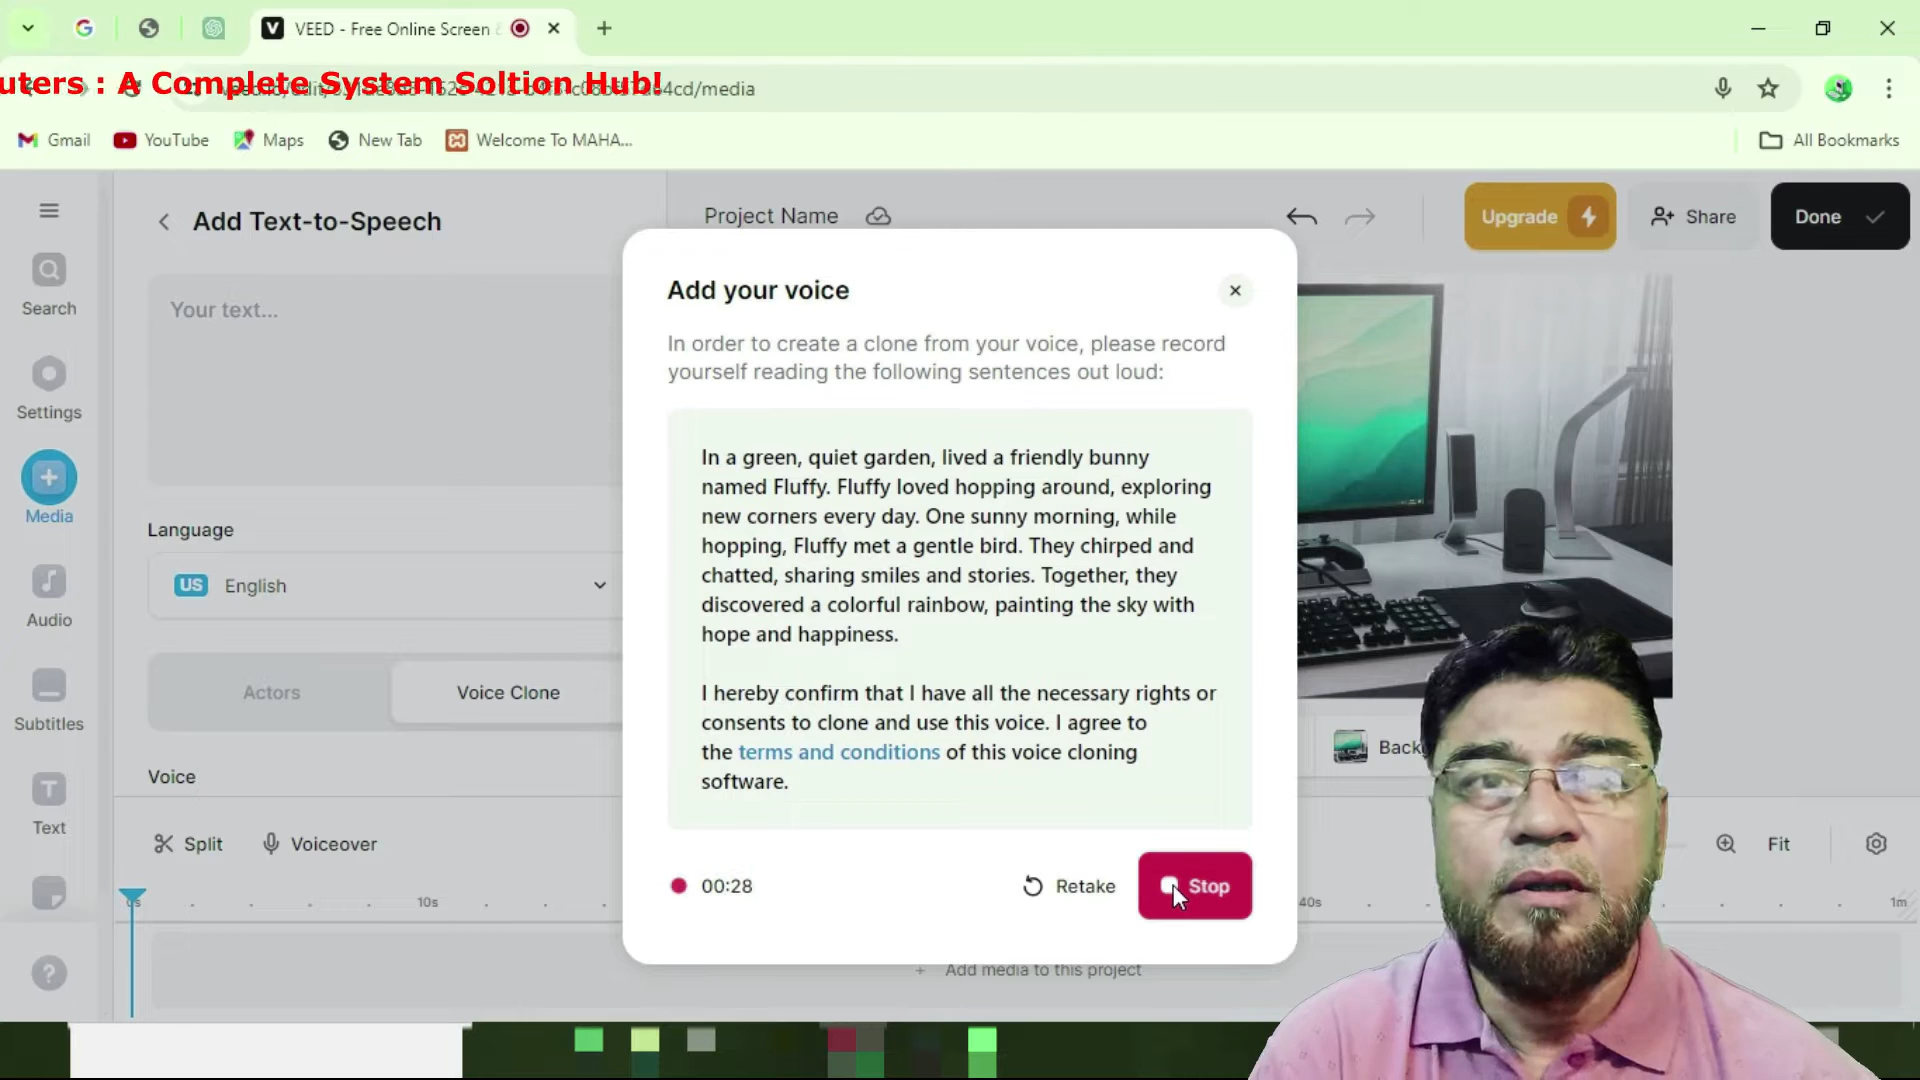 VEED - Free Online Screen
uters : A Complete System Soltion Hub!
cd/media
Gmail
YouTube
Maps
New Tab
Welcome To MAHA...
All Bookmarks
Search
Settings
Media
Audio
Subtitles
Text
Add Text-to-Speech
Your text...
Language
US English
Actors
Voice Clone
Voice
Split
Voiceover
Project Name
Upgrade
Share
Done
Add your voice
In order to create a clone from your voice, please record
yourself reading the following sentences out loud:
In a green, quiet garden, lived a friendly bunny
named Fluffy. Fluffy loved hopping around, exploring
new corners every day. One sunny morning, while
hopping, Fluffy met a gentle bird. They chirped and
chatted, sharing smiles and stories. Together, they
discovered a colorful rainbow, painting the sky with
hope and happiness.
I hereby confirm that I have all the necessary rights or
consents to clone and use this voice. I agree to
the terms and conditions of this voice cloning
software.
00:28
Retake
Stop
Back
Fit
0s
10s
40s
1m
+ Add media to this project